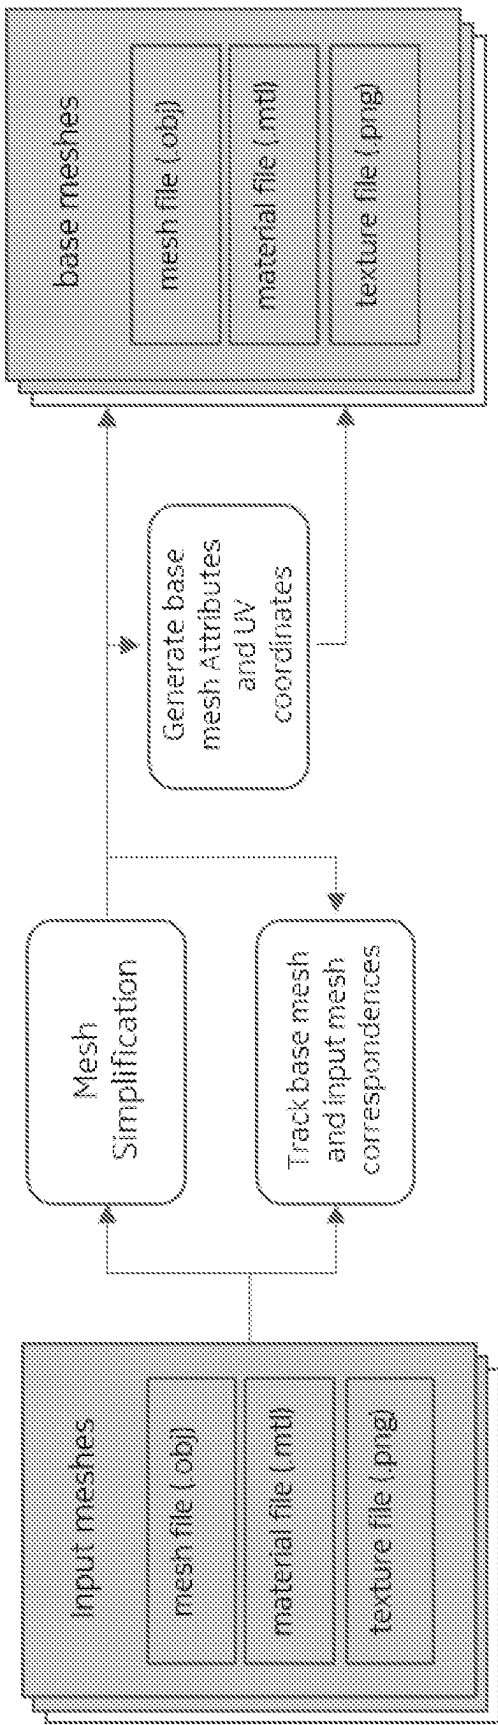 Input meshes
mesh file (.obj)
material file (.mtl)
texture file (.png)
Mesh
Simplification
Track base mesh
and input mesh
correspondences
Generate base
mesh Attributes
and UV
coordinates
base meshes
mesh file (.obj)
material file (.mtl)
texture file (.png)